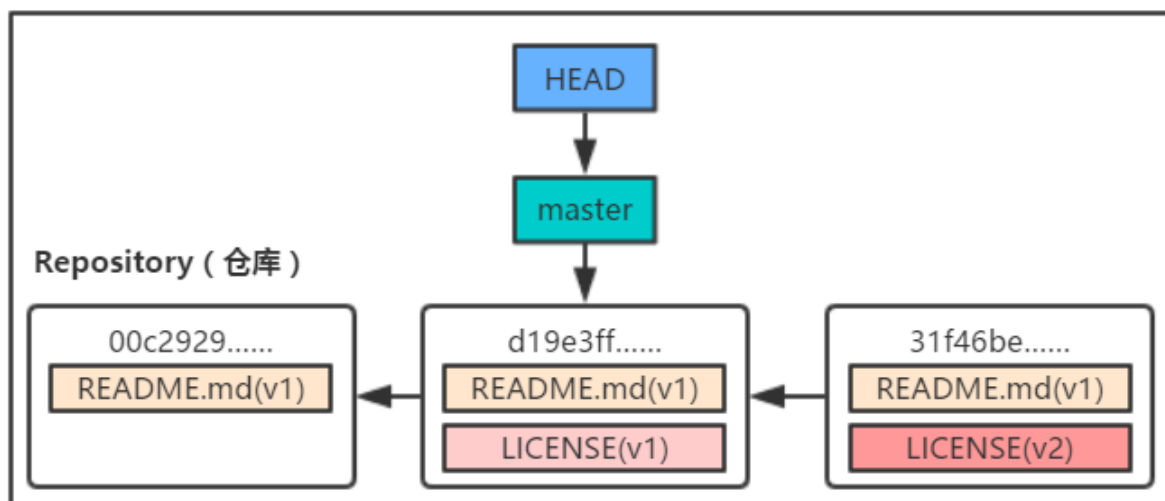 HEAD
master
Repository（仓库）
00c2929......
README.md(v1)
d19e3ff......
README.md(v1)
LICENSE(v1)
31f46be......
README.md(v1)
LICENSE(v2)